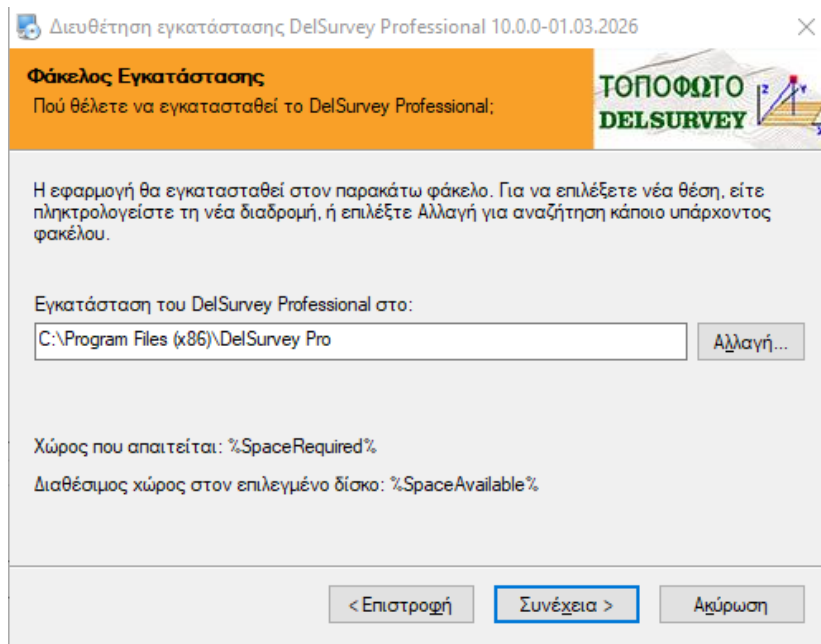 Διευθέτηση εγκατάστασης DelSurvey Professional 10.0.0-01.03.2026
Φάκελος Εγκατάστασης
Πού θέλετε να εγκατασταθεί το DelSurvey Professional;
ΤΟΠΟΦΩΤΟ
DELSURVEY
z
Y
Η εφαρμογή θα εγκατασταθεί στον παρακάτω φάκελο. Για να επιλέξετε νέα θέση, είτε
πληκτρολογείστε τη νέα διαδρομή, ή επιλέξτε Αλλαγή για αναζήτηση κάποιο υπάρχοντος
φακέλου.
Εγκατάσταση του DelSurvey Professional στο:
C:\Program Files (x86)\DelSurvey Pro
Αλλαγή...
Χώρος που απαιτείται: %SpaceRequired%
Διαθέσιμος χώρος στον επιλεγμένο δίσκο: %SpaceAvailable%
< Επιστροφή
Συνέχεια >
Ακύρωση